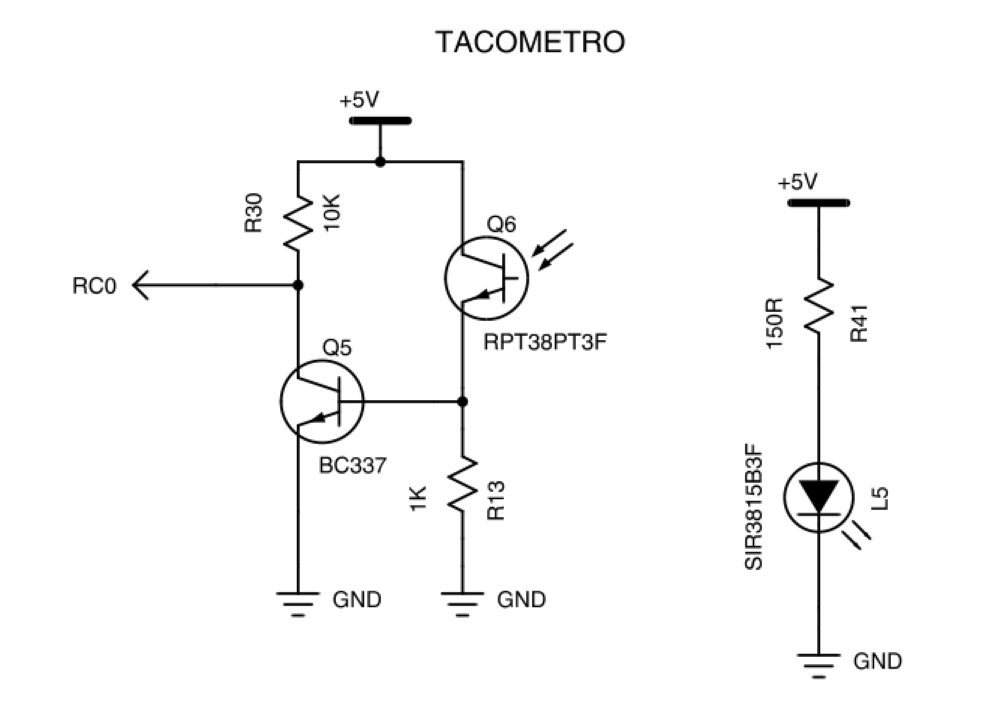 TACOMETRO
+5V
R30
10K
Q6
RC0
RPT38PT3F
Q5
BC337
1K
R13
GND
GND
+5V
150R
R41
SIR3815B3F
L5
GND